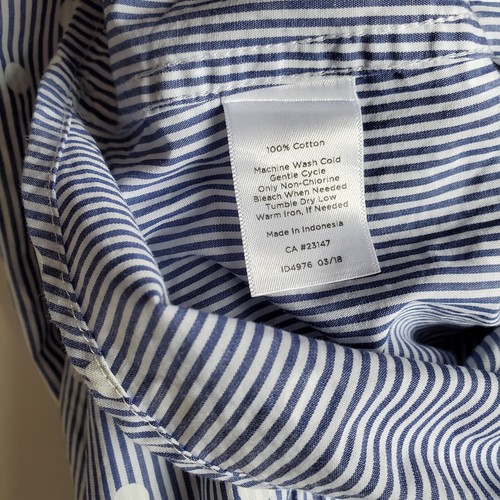 100% Cotton
Machine Wash Cold
Gentle Cycle
Only Non-Chlorine
Bleach When Needed
Tumble Dry Low
Warm Iron, If Needed
Made In Indonesia
CA #23147
ID4976 03/18